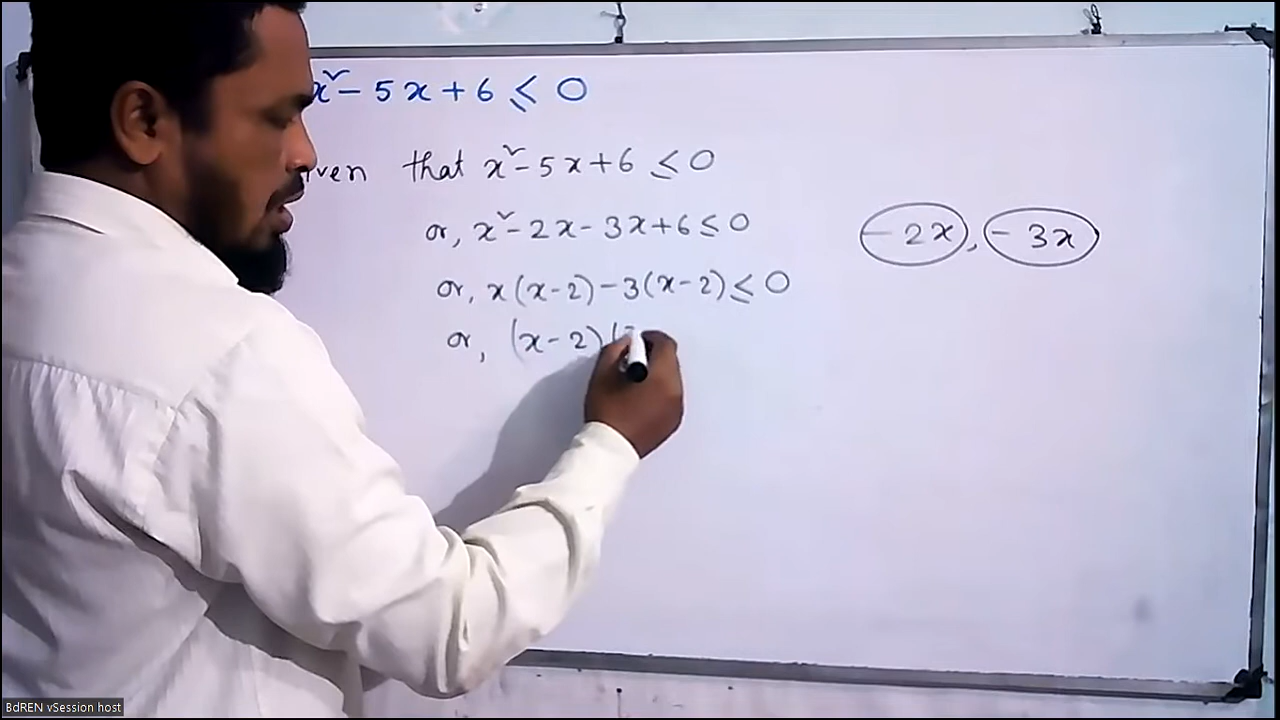 x² - 5x + 6 ≤ 0
that x² - 5x + 6 ≤ 0
or, x² - 2x - 3x + 6 ≤ 0
- 2x, - 3x
or, x(x-2) - 3(x-2) ≤ 0
or, (x-2)(
BdREN vSession host